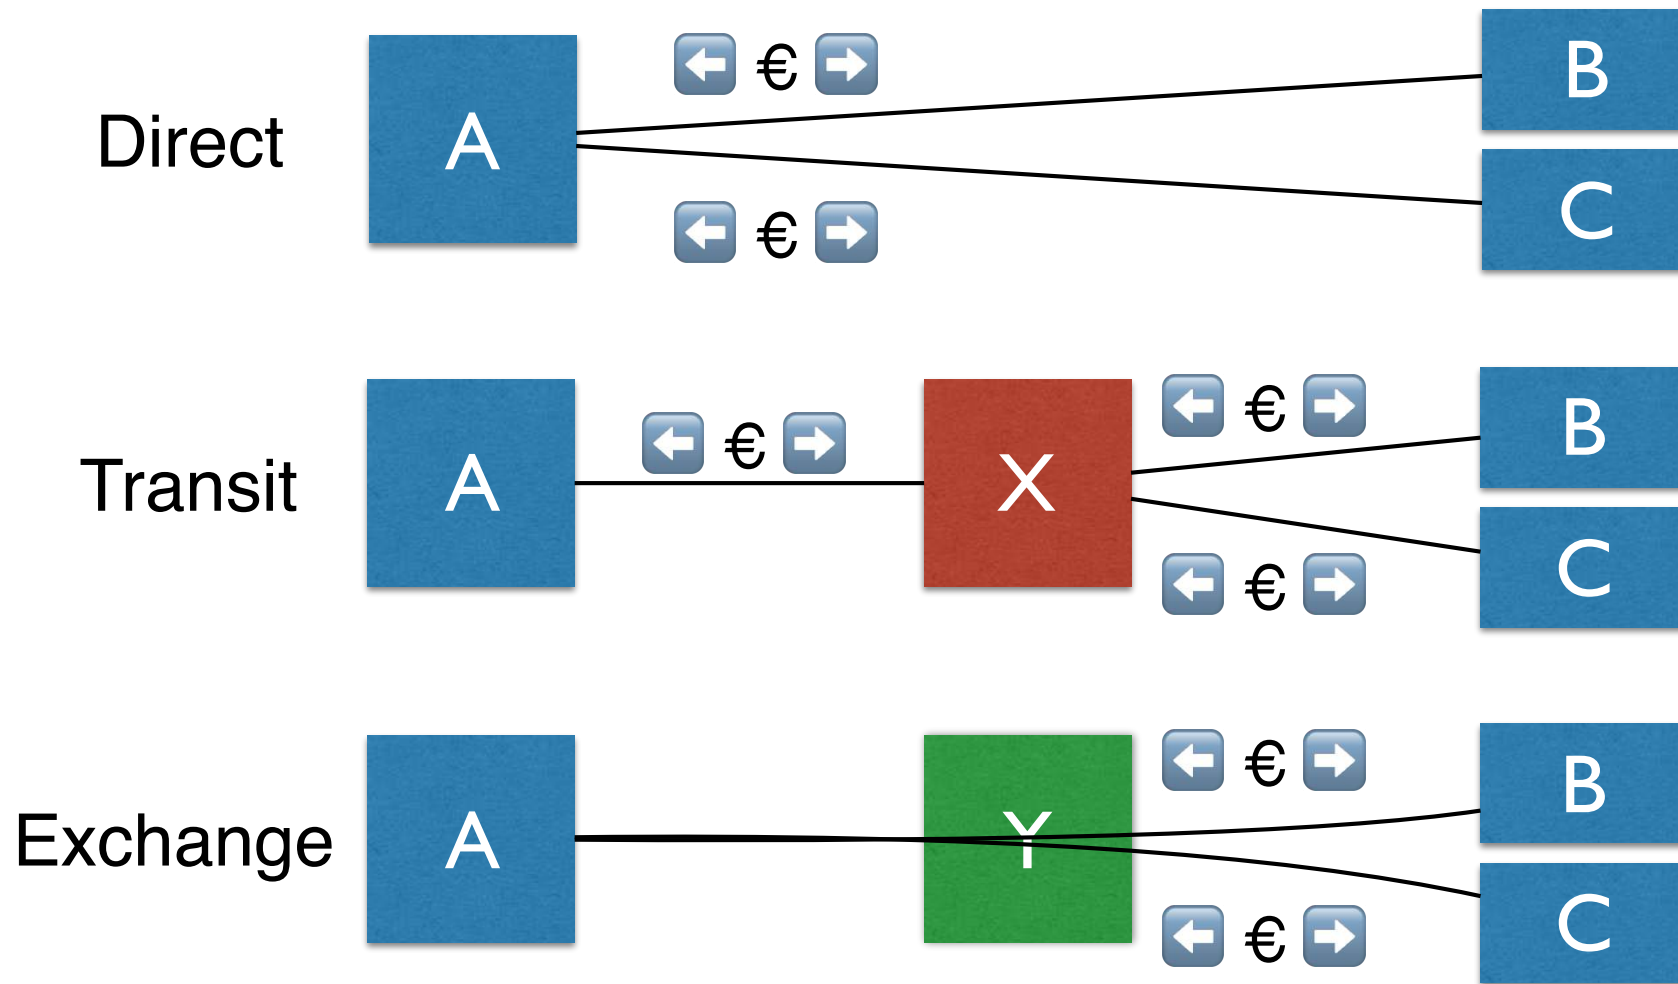 Direct
A
⬅️ € ➡️
⬅️ € ➡️
B
C
Transit
A
⬅️ € ➡️
X
⬅️ € ➡️
⬅️ € ➡️
B
C
Exchange
A
Y
⬅️ € ➡️
⬅️ € ➡️
B
C